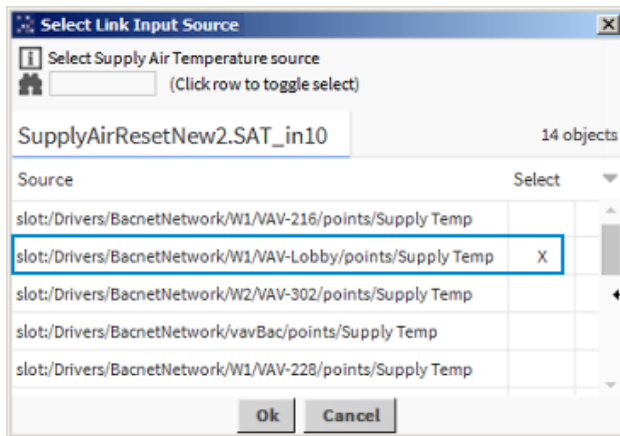 Select Link Input Source
Select Supply Air Temperature source
(Click row to toggle select)
SupplyAirResetNew2.SAT_in10 14 objects
Source Select
slot:/Drivers/BacnetNetwork/W1/VAV-216/points/Supply Temp
slot:/Drivers/BacnetNetwork/W1/VAV-Lobby/points/Supply Temp X
slot:/Drivers/BacnetNetwork/W2/VAV-302/points/Supply Temp
slot:/Drivers/BacnetNetwork/vavBac/points/Supply Temp
slot:/Drivers/BacnetNetwork/W1/VAV-228/points/Supply Temp
Ok Cancel